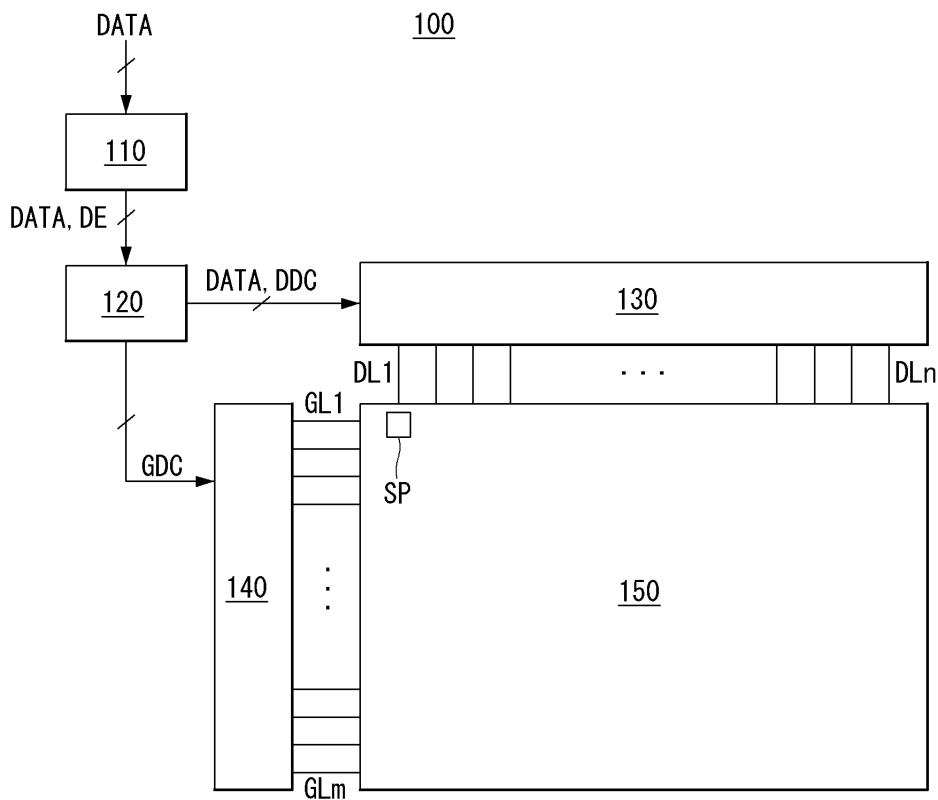 DATA
100
110
DATA, DE
120
DATA, DDC
130
DL1
. . .
DLn
GL1
SP
GDC
140
150
GLm